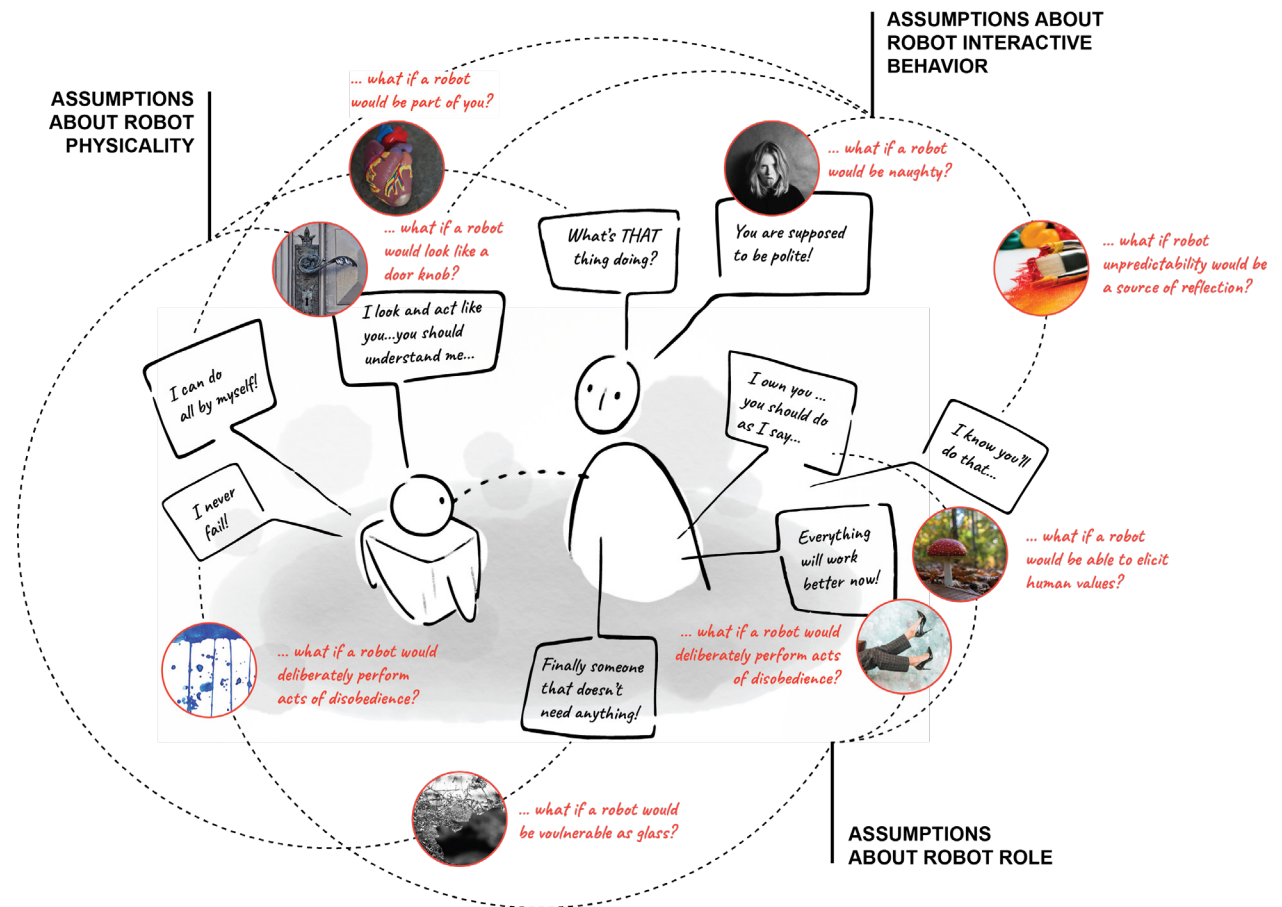 ASSUMPTIONS ABOUT
ROBOT INTERACTIVE
BEHAVIOR
ASSUMPTIONS
ABOUT ROBOT
PHYSICALITY
... what if a robot
would be part of you?
... what if a robot
would be naughty?
... what if a robot
would look like a
door knob?
What's THAT
thing doing?
You are supposed
to be polite!
... what if robot
unpredictability would be
a source of reflection?
I look and act like
you...you should
understand me...
I can do
all by myself!
I own you ...
you should do
as I say...
I know you'll
do that...
I never
fail!
Everything
will work
better now!
... what if a robot
would be able to elicit
human values?
... what if a robot would
deliberately perform
acts of disobedience?
Finally someone
that doesn't
need anything!
... what if a robot would
deliberately perform acts
of disobedience?
... what if a robot would
be voulnerable as glass?
ASSUMPTIONS
ABOUT ROBOT ROLE